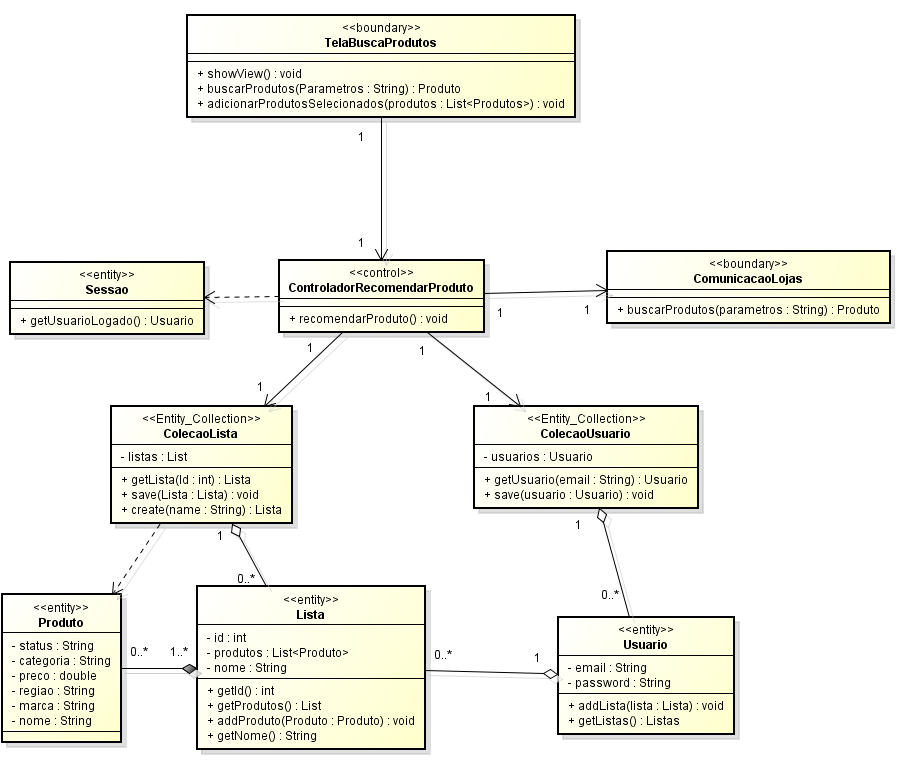 <<boundary>>
TelaBuscaProdutos
+ showView() : void
+ buscarProdutos(Parametros : String) : Produto
+ adicionarProdutosSelecionados(produtos : List<Produtos>) : void
1
1
<<entity>>
Sessao
+ getUsuarioLogado() : Usuario
<<control>>
ControladorRecomendarProduto
+ recomendarProduto() : void
<<boundary>>
ComunicacaoLojas
+ buscarProdutos(parametros : String) : Produto
1
1
1
1
1
1
<<Entity_Collection>>
ColecaoLista
- listas : List
+ getLista(Id : int) : Lista
+ save(Lista : Lista) : void
+ create(name : String) : Lista
<<Entity_Collection>>
ColecaoUsuario
- usuarios : Usuario
+ getUsuario(email : String) : Usuario
+ save(usuario : Usuario) : void
1
0..*
1
0..*
<<entity>>
Produto
- status : String
- categoria : String
- preco : double
- regiao : String
- marca : String
- nome : String
0..*
1..*
<<entity>>
Lista
- id : int
- produtos : List<Produto>
- nome : String
+ getId() : int
+ getProdutos() : List
+ addProduto(Produto : Produto) : void
+ getNome() : String
0..*
1
<<entity>>
Usuario
- email : String
- password : String
+ addLista(lista : Lista) : void
+ getListas() : Listas